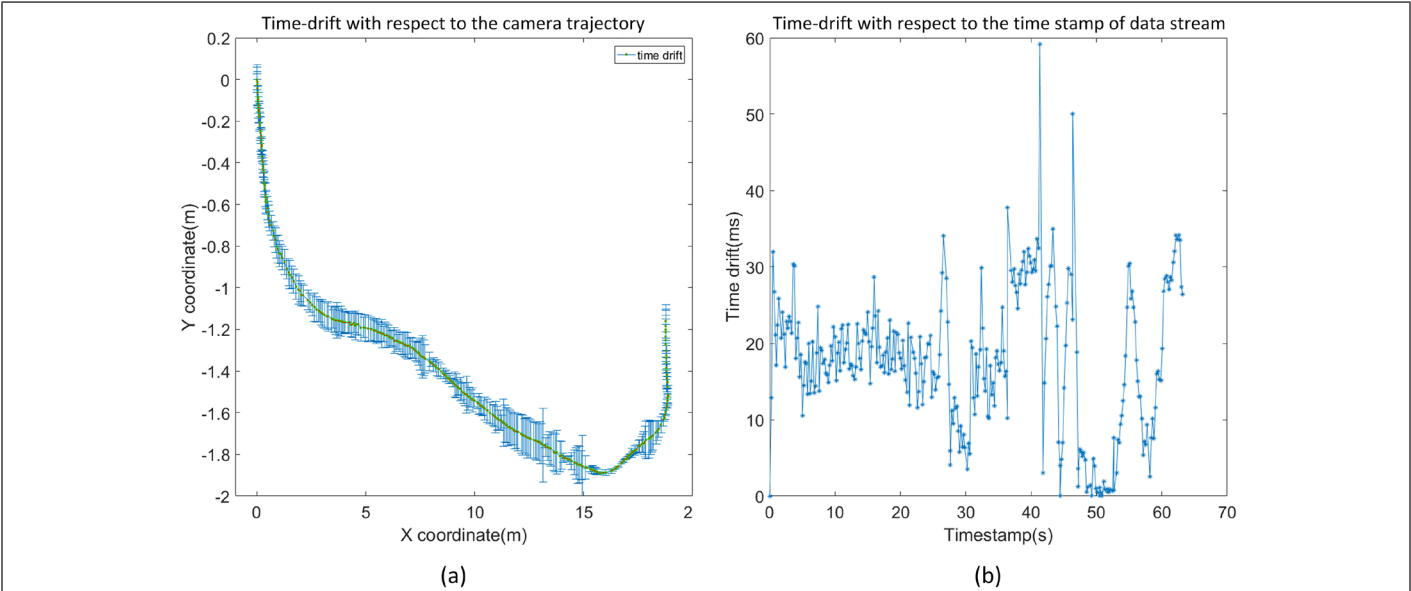 Time-drift with respect to the camera trajectory
0.2
0
-0.2
-0.4
-0.6
-0.8
-1
-1.2
-1.4
-1.6
-1.8
-2
Y coordinate(m)
time drift
0 5 10 15 2
X coordinate(m)
(a)
Time-drift with respect to the time stamp of data stream
60
50
40
30
20
10
0
Time drift(ms)
0 10 20 30 40 50 60 70
Timestamp(s)
(b)